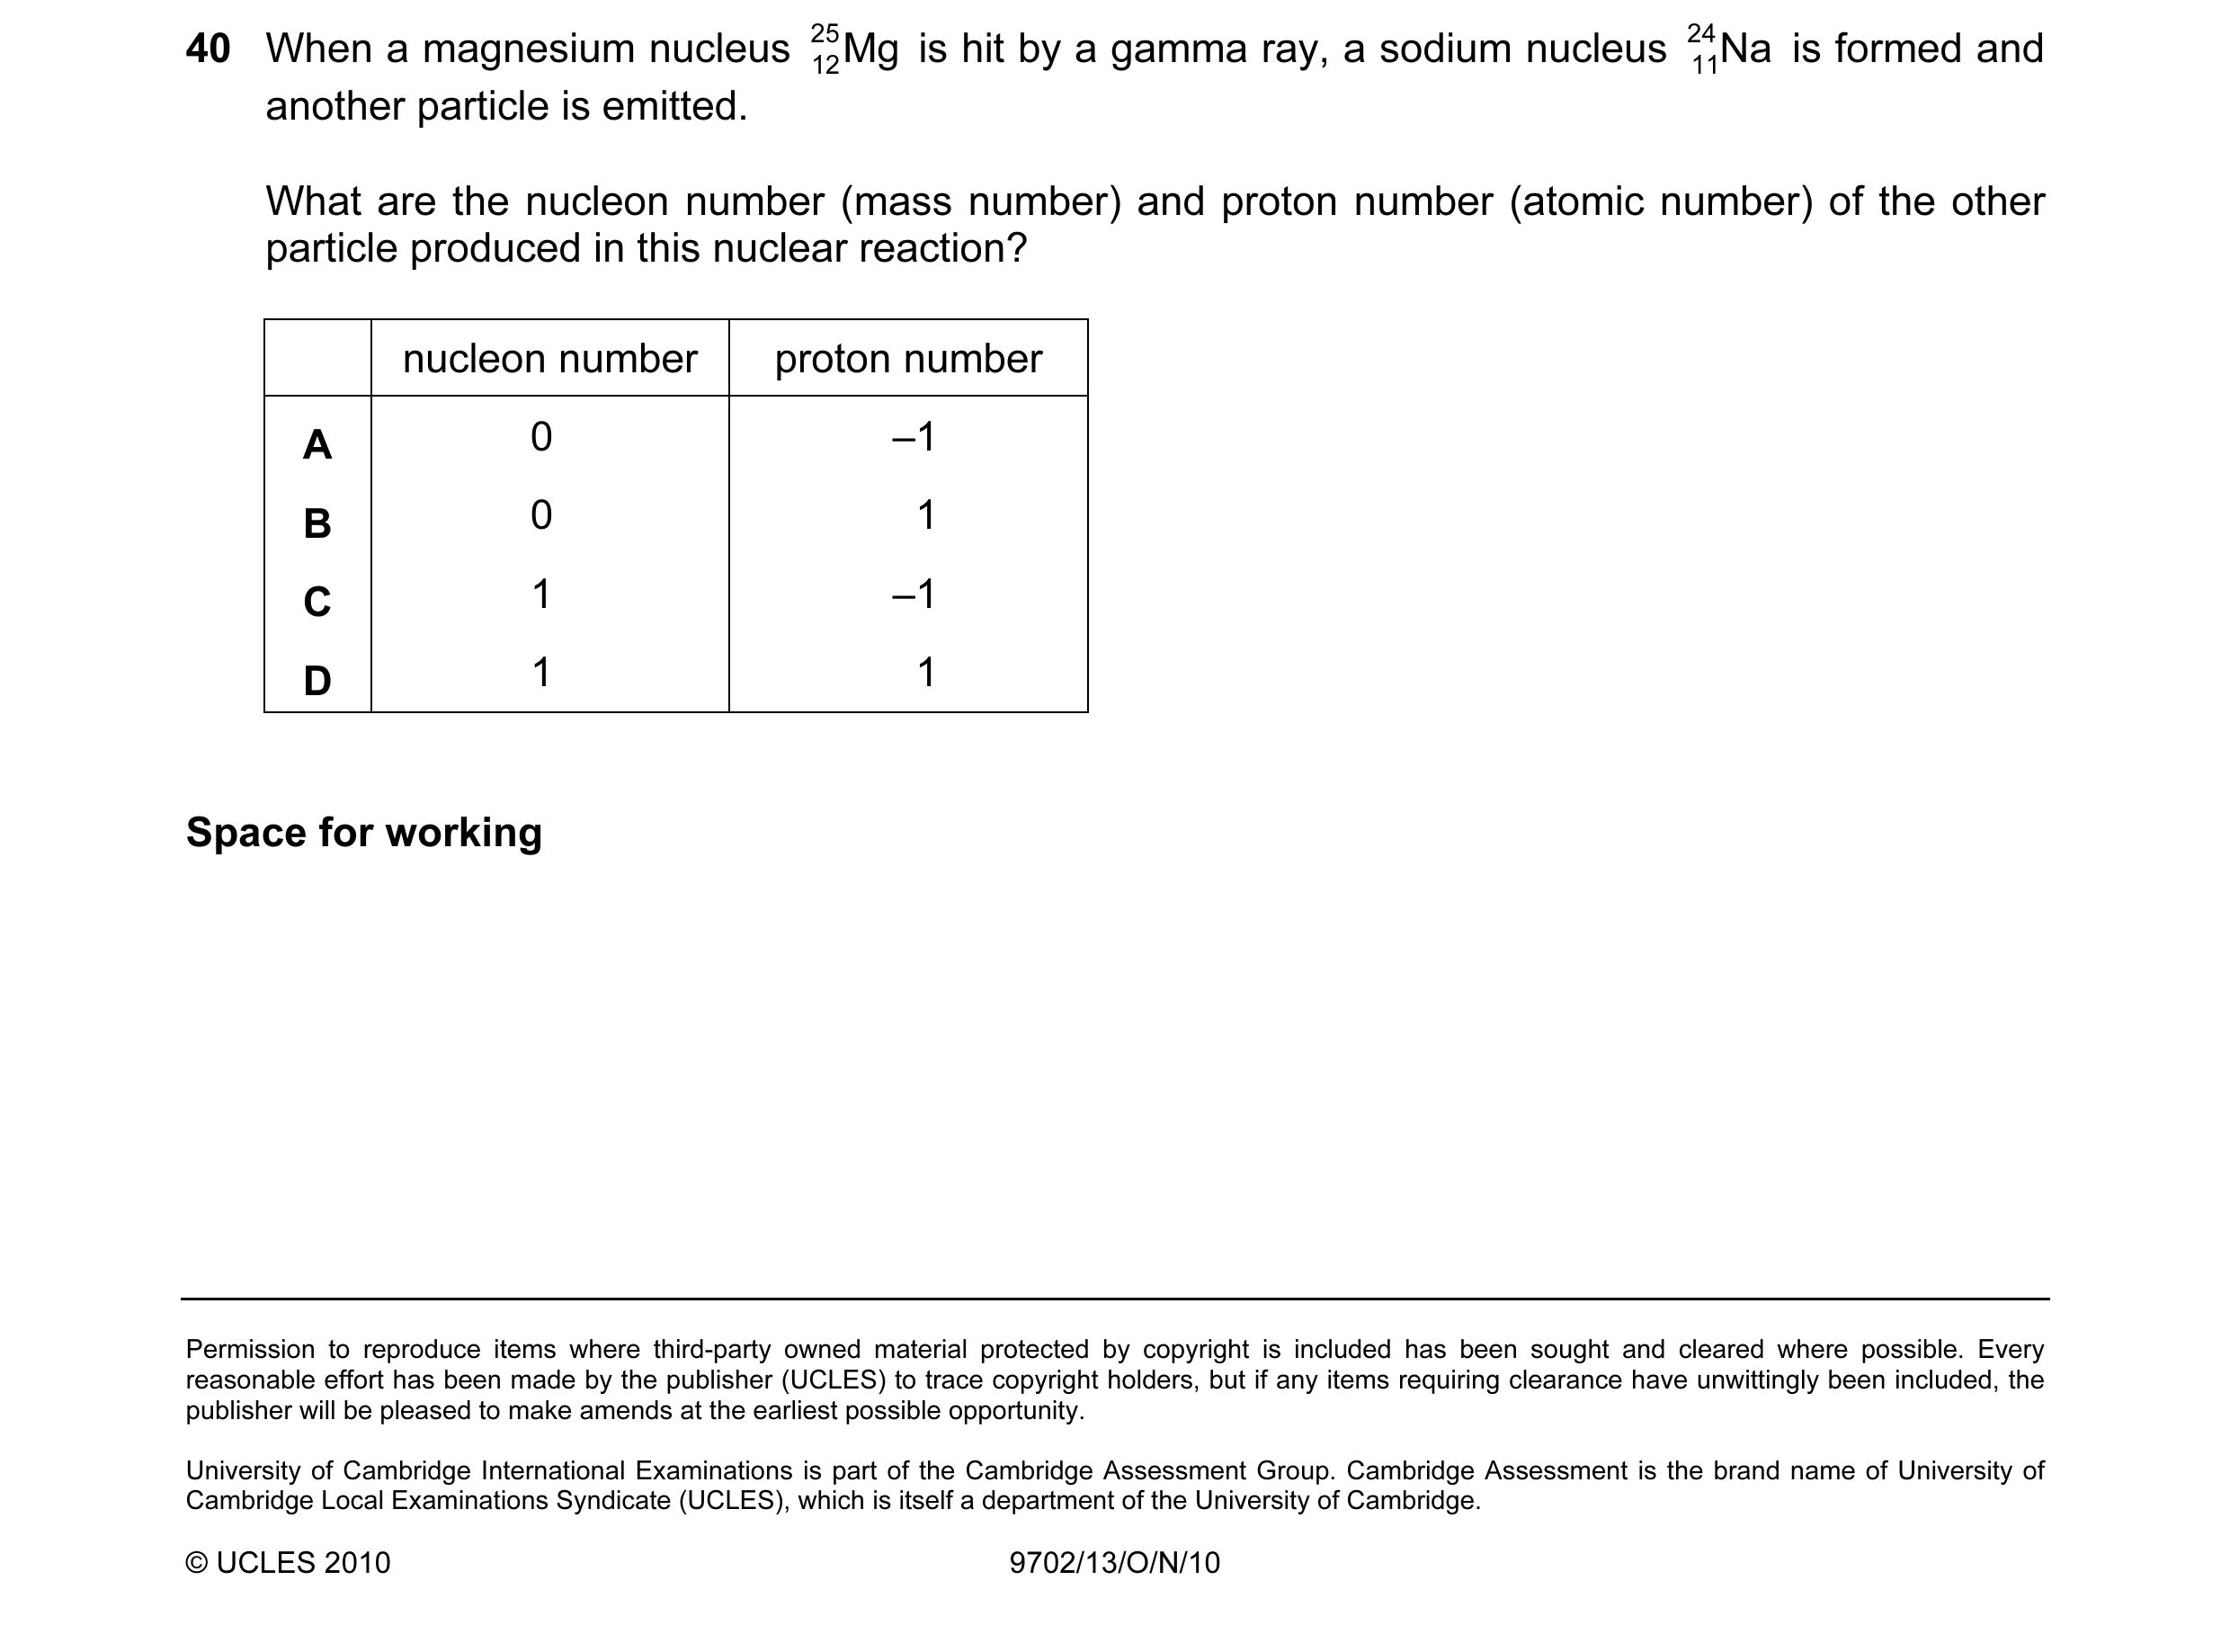 40 When a magnesium nucleus ²⁵₁₂Mg is hit by a gamma ray, a sodium nucleus ²⁴₁₁Na is formed and
another particle is emitted.
What are the nucleon number (mass number) and proton number (atomic number) of the other
particle produced in this nuclear reaction?
nucleon number proton number
A 0 –1
B 0 1
C 1 –1
D 1 1
Space for working
Permission to reproduce items where third-party owned material protected by copyright is included has been sought and cleared where possible. Every
reasonable effort has been made by the publisher (UCLES) to trace copyright holders, but if any items requiring clearance have unwittingly been included, the
publisher will be pleased to make amends at the earliest possible opportunity.
University of Cambridge International Examinations is part of the Cambridge Assessment Group. Cambridge Assessment is the brand name of University of
Cambridge Local Examinations Syndicate (UCLES), which is itself a department of the University of Cambridge.
© UCLES 2010 9702/13/O/N/10